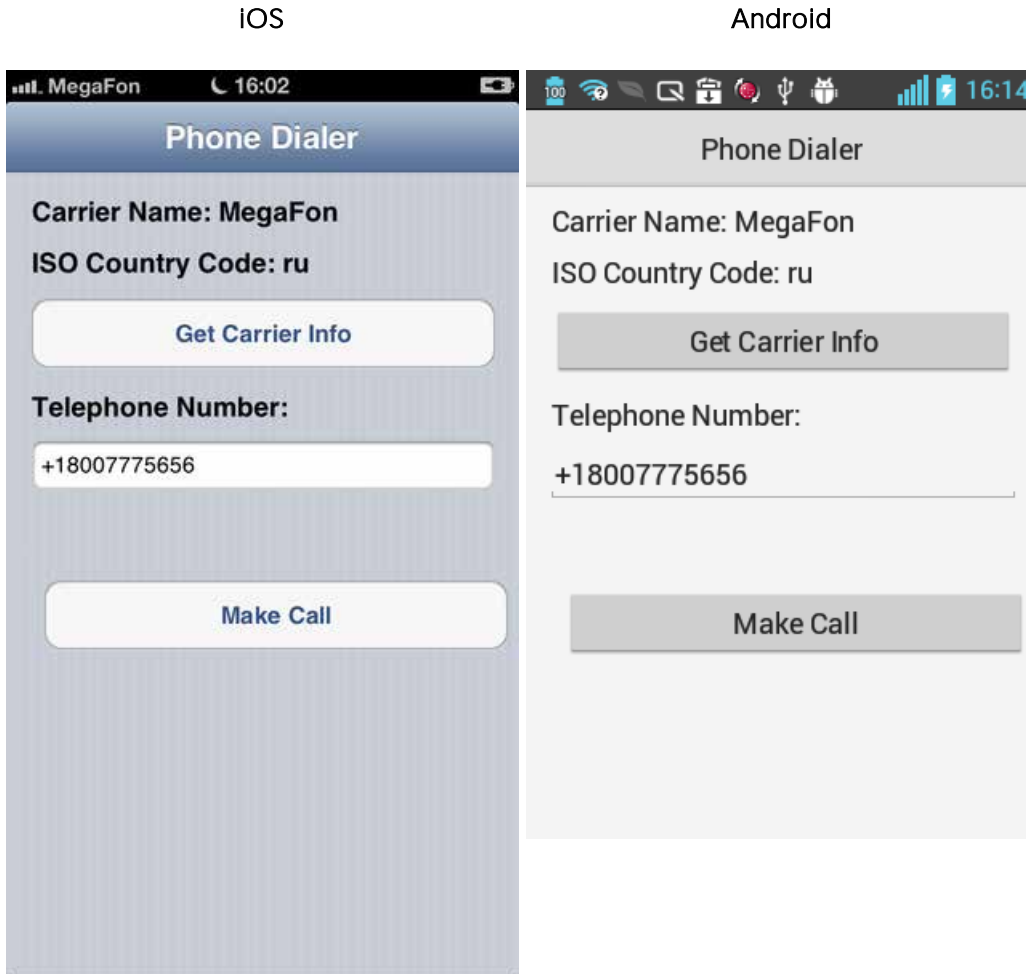 iOS
Android
MegaFon 16:02
Phone Dialer
Carrier Name: MegaFon
ISO Country Code: ru
Get Carrier Info
Telephone Number:
+18007775656
Make Call
100 16:14
Phone Dialer
Carrier Name: MegaFon
ISO Country Code: ru
Get Carrier Info
Telephone Number:
+18007775656
Make Call